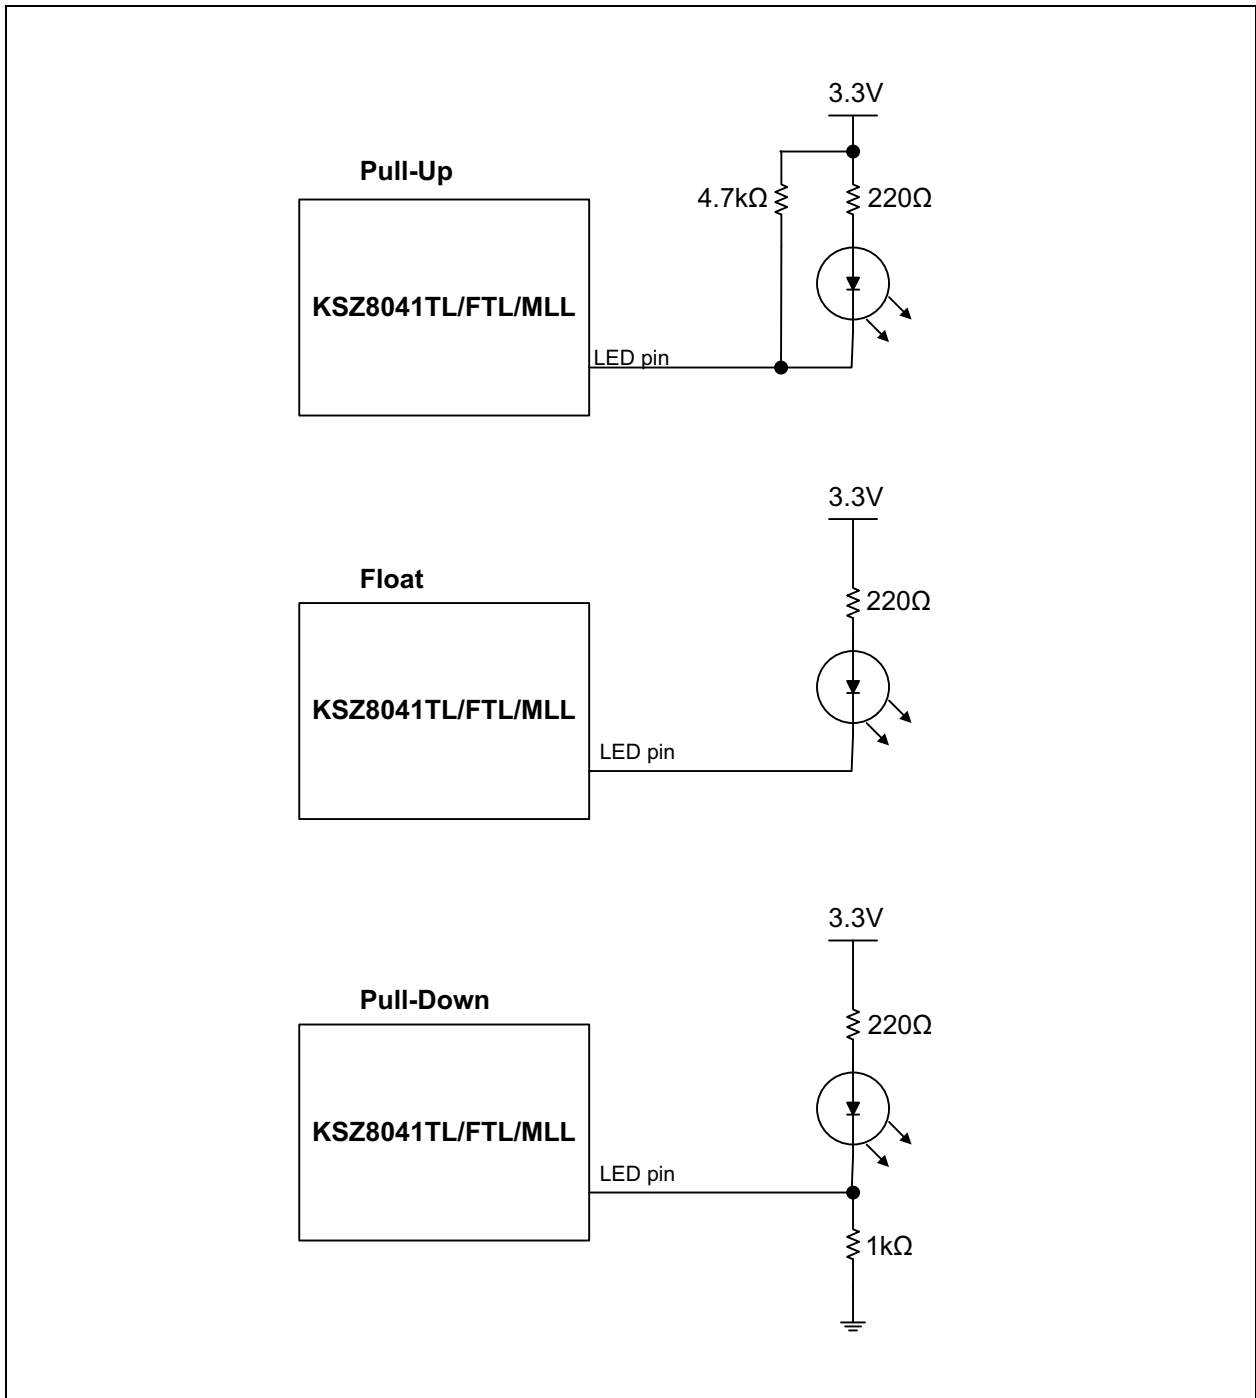 3.3V
Pull-Up
4.7kΩ
220Ω
KSZ8041TL/FTL/MLL
LED pin
3.3V
Float
220Ω
KSZ8041TL/FTL/MLL
LED pin
3.3V
Pull-Down
220Ω
KSZ8041TL/FTL/MLL
LED pin
1kΩ